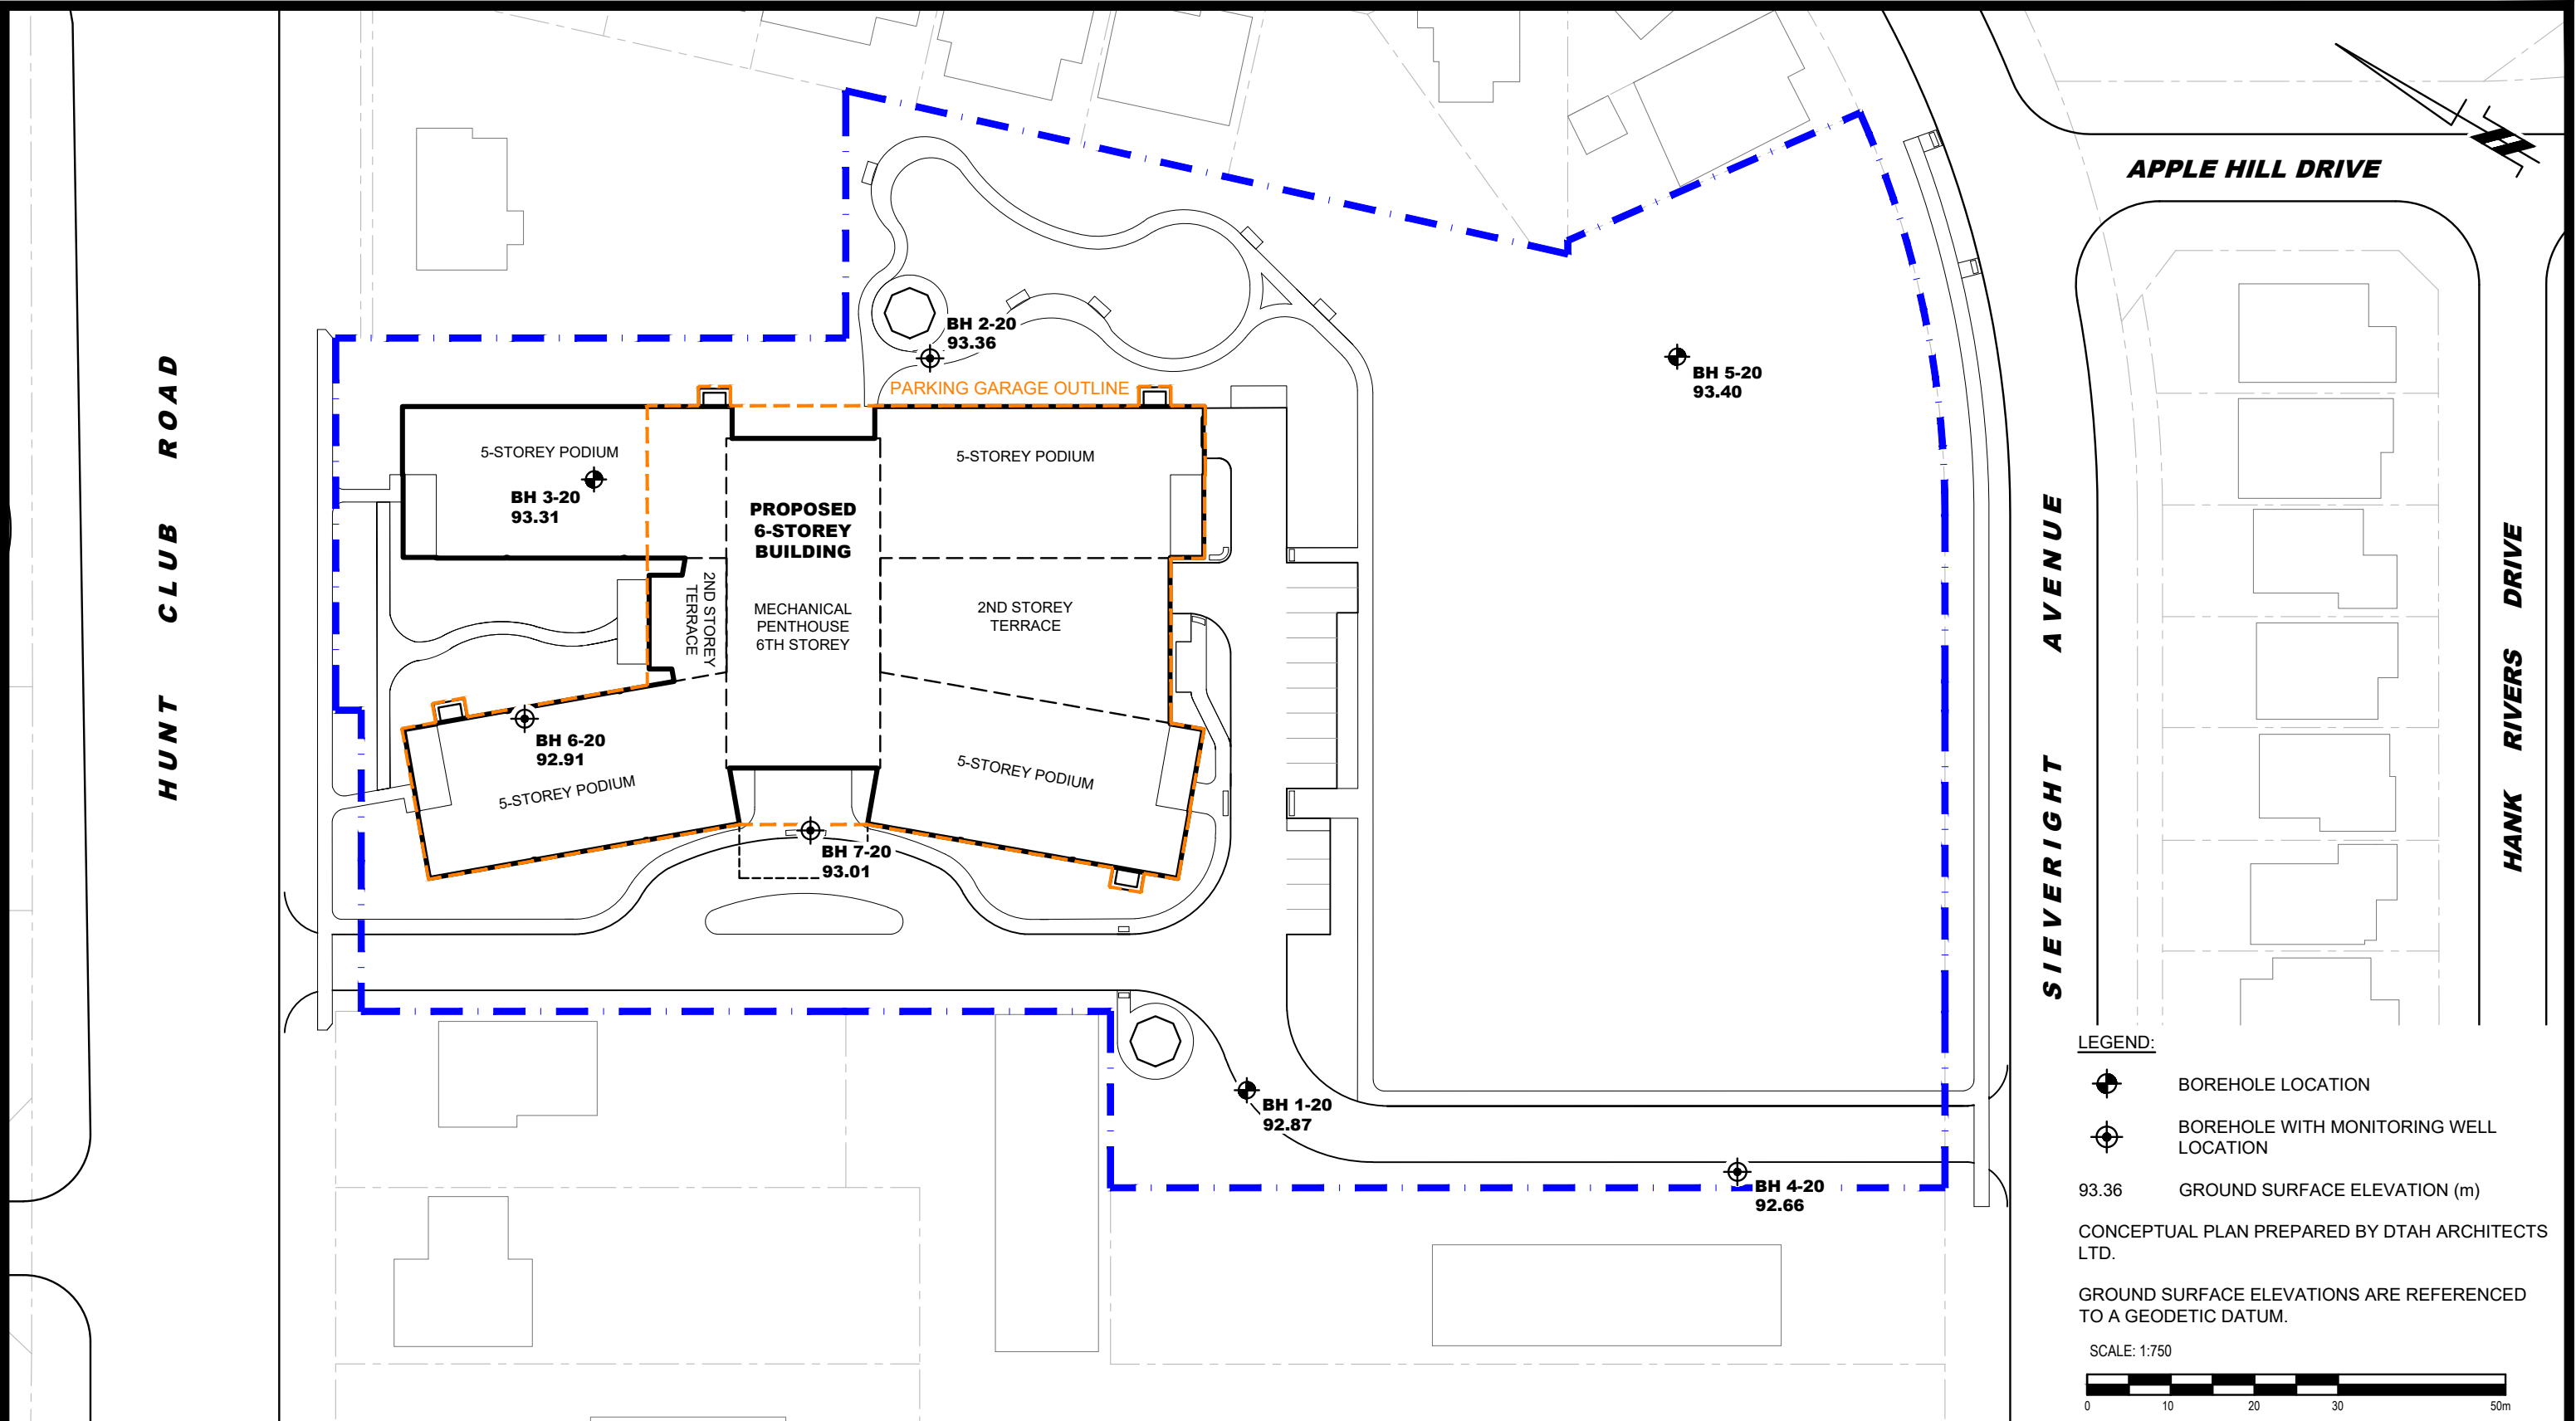 APPLE HILL DRIVE
HUNT CLUB ROAD
BH 2-20
93.36
PARKING GARAGE OUTLINE
BH 5-20
93.40
5-STOREY PODIUM
BH 3-20
93.31
PROPOSED
6-STOREY
BUILDING
5-STOREY PODIUM
2ND STOREY
TERRACE
MECHANICAL
PENTHOUSE
6TH STOREY
2ND STOREY
TERRACE
BH 6-20
92.91
5-STOREY PODIUM
5-STOREY PODIUM
BH 7-20
93.01
SIEVERIGHT AVENUE
HANK RIVERS DRIVE
BH 1-20
92.87
BH 4-20
92.66
LEGEND:
BOREHOLE LOCATION
BOREHOLE WITH MONITORING WELL
LOCATION
93.36 GROUND SURFACE ELEVATION (m)
CONCEPTUAL PLAN PREPARED BY DTAH ARCHITECTS
LTD.
GROUND SURFACE ELEVATIONS ARE REFERENCED
TO A GEODETIC DATUM.
SCALE: 1:750
0 10 20 30 50m